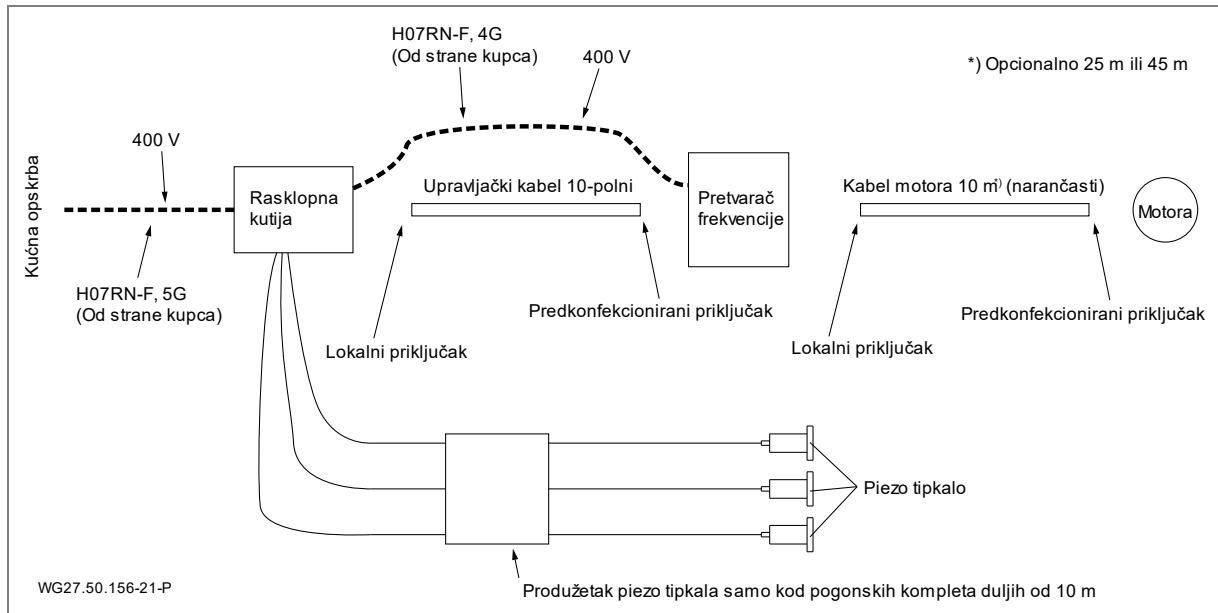 H07RN-F, 4G
(Od strane kupca)
400 V
*) Opcionalno 25 m ili 45 m
400 V
Kućna opskrba
Rasklopna
kutija
Upravljački kabel 10-polni
Pretvarač
frekvencije
Kabel motora 10 m*) (narančasti)
Motora
H07RN-F, 5G
(Od strane kupca)
Predkonfekcionirani priključak
Predkonfekcionirani priključak
Lokalni priključak
Lokalni priključak
Piezo tipkalo
WG27.50.156-21-P
Produžetak piezo tipkala samo kod pogonskih kompleta duljih od 10 m